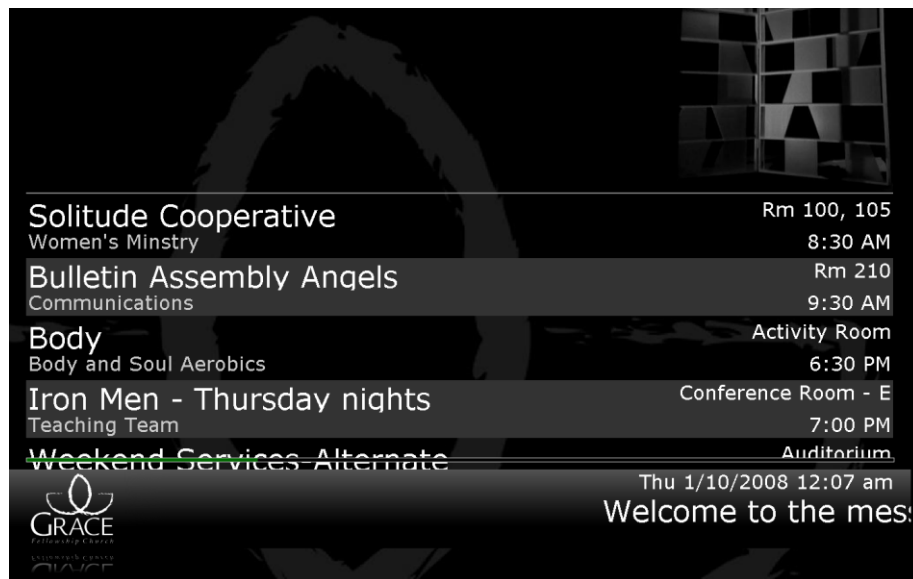 Solitude Cooperative Rm 100, 105
Women's Minstry 8:30 AM
Bulletin Assembly Angels Rm 210
Communications 9:30 AM
Body Activity Room
Body and Soul Aerobics 6:30 PM
Iron Men - Thursday nights Conference Room - E
Teaching Team 7:00 PM
Weekend Services-Alternate Auditorium
Thu 1/10/2008 12:07 am
Welcome to the mes
GRACE
Fellowship Church